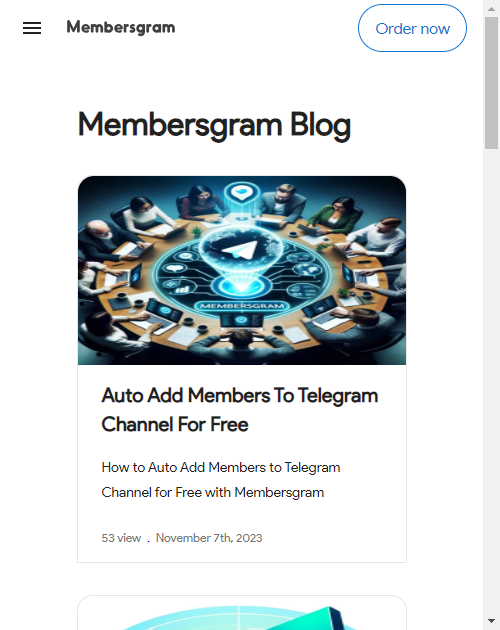 Membersgram
Order now
Membersgram Blog
MEMBERSGRAM
Auto Add Members To Telegram
Channel For Free
How to Auto Add Members to Telegram
Channel for Free with Membersgram
53 view . November 7th, 2023